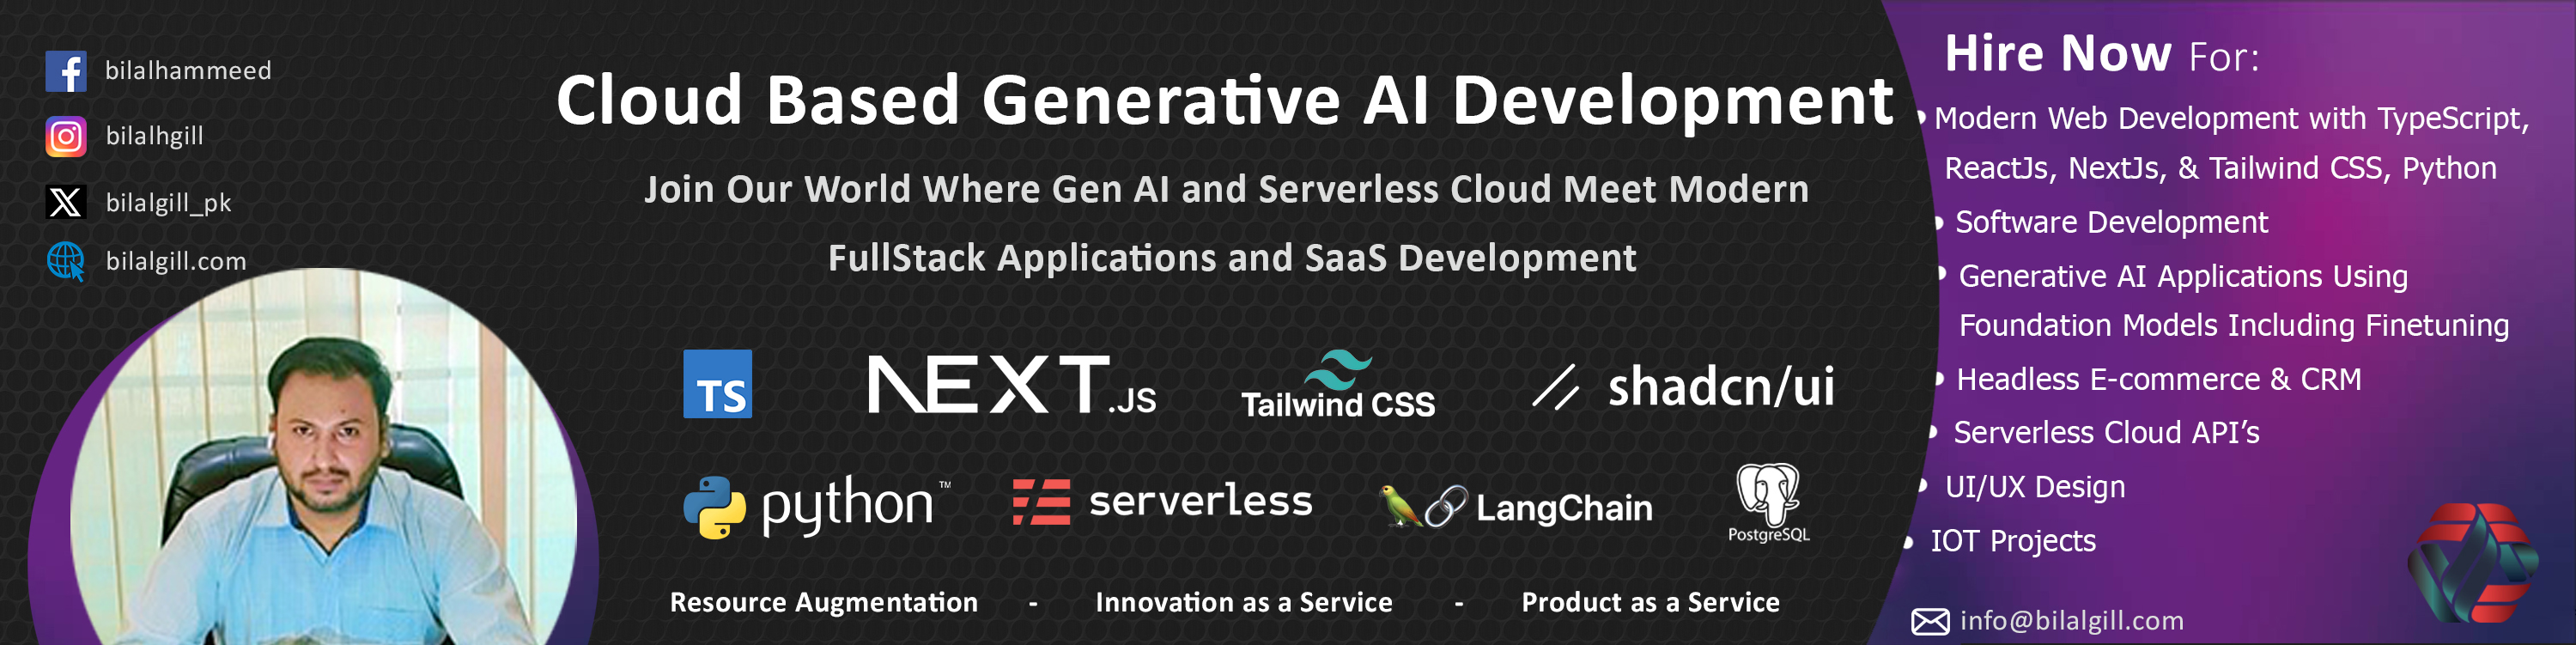 bilalhammeed
bilalhgill
bilalgill_pk
bilalgill.com
Cloud Based Generative AI Development
Join Our World Where Gen AI and Serverless Cloud Meet Modern
FullStack Applications and SaaS Development
TS
NEXT.JS
Tailwind CSS
shadcn/ui
python™
serverless
LangChain
PostgreSQL
Resource Augmentation - Innovation as a Service - Product as a Service
Hire Now For:
Modern Web Development with TypeScript,
ReactJs, NextJs, & Tailwind CSS, Python
Software Development
Generative AI Applications Using
Foundation Models Including Finetuning
Headless E-commerce & CRM
Serverless Cloud API’s
UI/UX Design
IOT Projects
info@bilalgill.com